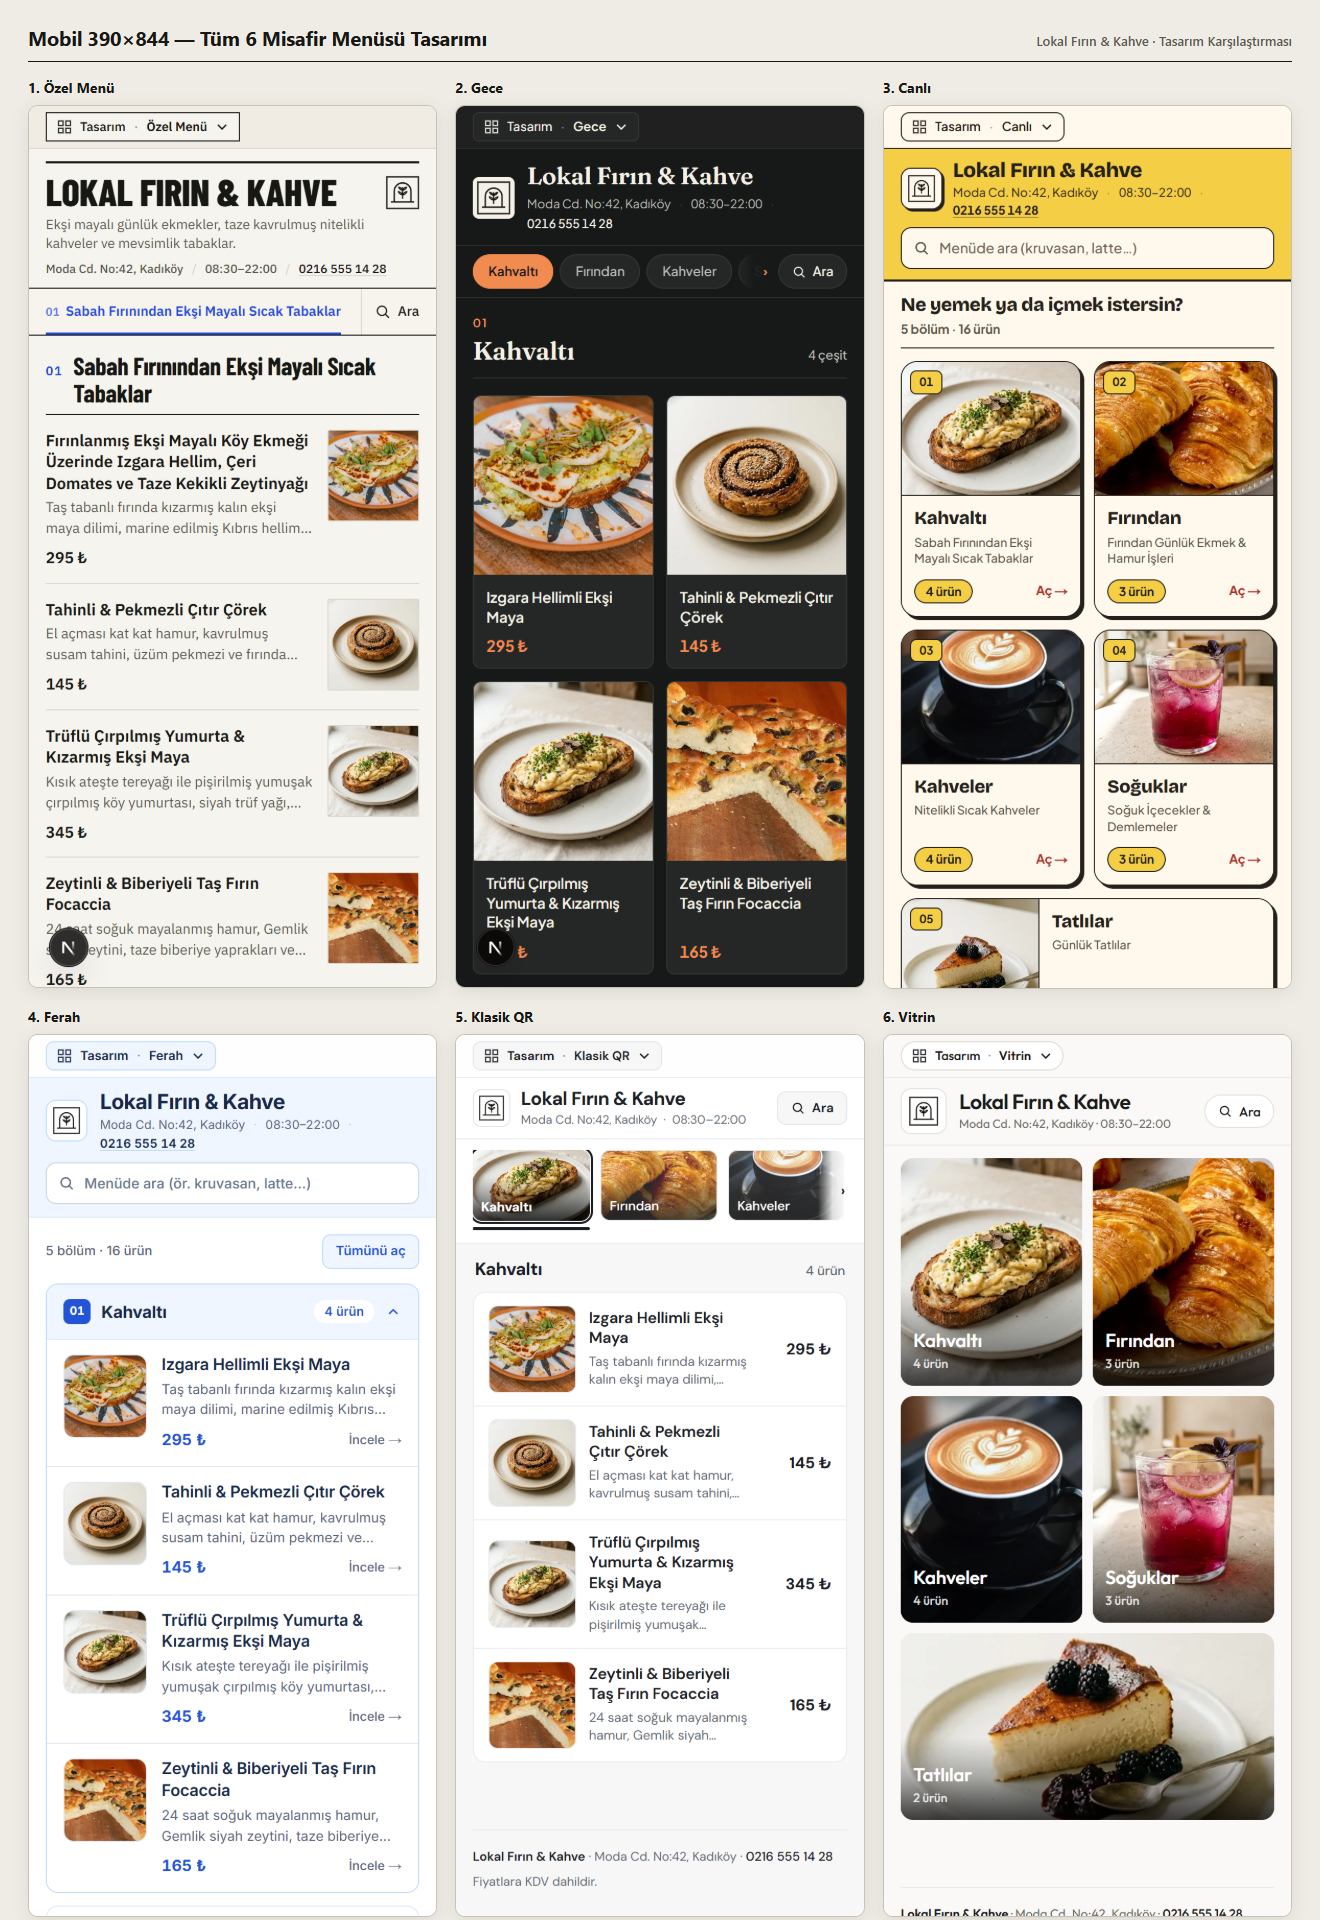 Mobil 390×844 — Tüm 6 Misafir Menüsü Tasarımı
Lokal Fırın & Kahve · Tasarım Karşılaştırması
1. Özel Menü
Tasarım · Özel Menü
LOKAL FIRIN & KAHVE
Ekşi mayalı günlük ekmekler, taze kavrulmuş nitelikli
kahveler ve mevsimlik tabaklar.
Moda Cd. No:42, Kadıköy / 08:30–22:00 / 0216 555 14 28
01 Sabah Fırınından Ekşi Mayalı Sıcak Tabaklar
Ara
01 Sabah Fırınından Ekşi Mayalı Sıcak
Tabaklar
Fırınlanmış Ekşi Mayalı Köy Ekmeği
Üzerinde Izgara Hellim, Çeri
Domates ve Taze Kekikli Zeytinyağı
Taş tabanlı fırında kızarmış kalın ekşi
maya dilimi, marine edilmiş Kıbrıs hellim...
295 ₺
Tahinli & Pekmezli Çıtır Çörek
El açması kat kat hamur, kavrulmuş
susam tahini, üzüm pekmezi ve fırında...
145 ₺
Trüflü Çırpılmış Yumurta &
Kızarmış Ekşi Maya
Kısık ateşte tereyağı ile pişirilmiş yumuşak
çırpılmış köy yumurtası, siyah trüf yağı,...
345 ₺
Zeytinli & Biberiyeli Taş Fırın
Focaccia
24 saat soğuk mayalanmış hamur, Gemlik
zeytini, taze biberiye yaprakları ve...
N
165 ₺
2. Gece
Tasarım · Gece
Lokal Fırın & Kahve
Moda Cd. No:42, Kadıköy · 08:30–22:00 ·
0216 555 14 28
Kahvaltı
Fırından
Kahveler
›
Ara
01
Kahvaltı
4 çeşit
Izgara Hellimli Ekşi
Maya
295 ₺
Tahinli & Pekmezli Çıtır
Çörek
145 ₺
Trüflü Çırpılmış
Yumurta & Kızarmış
Ekşi Maya
N
₺
Zeytinli & Biberiyeli
Taş Fırın Focaccia
165 ₺
3. Canlı
Tasarım · Canlı
Lokal Fırın & Kahve
Moda Cd. No:42, Kadıköy · 08:30–22:00 ·
0216 555 14 28
Menüde ara (kruvasan, latte…)
Ne yemek ya da içmek istersin?
5 bölüm · 16 ürün
01
Kahvaltı
Sabah Fırınından Ekşi
Mayalı Sıcak Tabaklar
4 ürün
Aç →
02
Fırından
Fırından Günlük Ekmek &
Hamur İşleri
3 ürün
Aç →
03
Kahveler
Nitelikli Sıcak Kahveler
4 ürün
Aç →
04
Soğuklar
Soğuk İçecekler &
Demlemeler
3 ürün
Aç →
05
Tatlılar
Günlük Tatlılar
4. Ferah
Tasarım · Ferah
Lokal Fırın & Kahve
Moda Cd. No:42, Kadıköy · 08:30–22:00 ·
0216 555 14 28
Menüde ara (ör. kruvasan, latte...)
5 bölüm · 16 ürün
Tümünü aç
01 Kahvaltı
4 ürün
Izgara Hellimli Ekşi Maya
Taş tabanlı fırında kızarmış kalın ekşi
maya dilimi, marine edilmiş Kıbrıs...
295 ₺
İncele →
Tahinli & Pekmezli Çıtır Çörek
El açması kat kat hamur, kavrulmuş
susam tahini, üzüm pekmezi ve...
145 ₺
İncele →
Trüflü Çırpılmış Yumurta &
Kızarmış Ekşi Maya
Kısık ateşte tereyağı ile pişirilmiş
yumuşak çırpılmış köy yumurtası,...
345 ₺
İncele →
Zeytinli & Biberiyeli Taş Fırın
Focaccia
24 saat soğuk mayalanmış hamur,
Gemlik siyah zeytini, taze biberiye...
165 ₺
İncele →
5. Klasik QR
Tasarım · Klasik QR
Lokal Fırın & Kahve
Moda Cd. No:42, Kadıköy · 08:30–22:00
Ara
Kahvaltı
Fırından
Kahveler
›
Kahvaltı
4 ürün
Izgara Hellimli Ekşi
Maya
Taş tabanlı fırında kızarmış
kalın ekşi maya dilimi,...
295 ₺
Tahinli & Pekmezli
Çıtır Çörek
El açması kat kat hamur,
kavrulmuş susam tahini,...
145 ₺
Trüflü Çırpılmış
Yumurta & Kızarmış
Ekşi Maya
Kısık ateşte tereyağı ile
pişirilmiş yumuşak...
345 ₺
Zeytinli & Biberiyeli
Taş Fırın Focaccia
24 saat soğuk mayalanmış
hamur, Gemlik siyah...
165 ₺
Lokal Fırın & Kahve · Moda Cd. No:42, Kadıköy · 0216 555 14 28
Fiyatlara KDV dahildir.
6. Vitrin
Tasarım · Vitrin
Lokal Fırın & Kahve
Moda Cd. No:42, Kadıköy · 08:30–22:00
Ara
Kahvaltı
4 ürün
Fırından
3 ürün
Kahveler
4 ürün
Soğuklar
3 ürün
Tatlılar
2 ürün
Lokal Fırın & Kahve · Moda Cd. No:42, Kadıköy · 0216 555 14 28